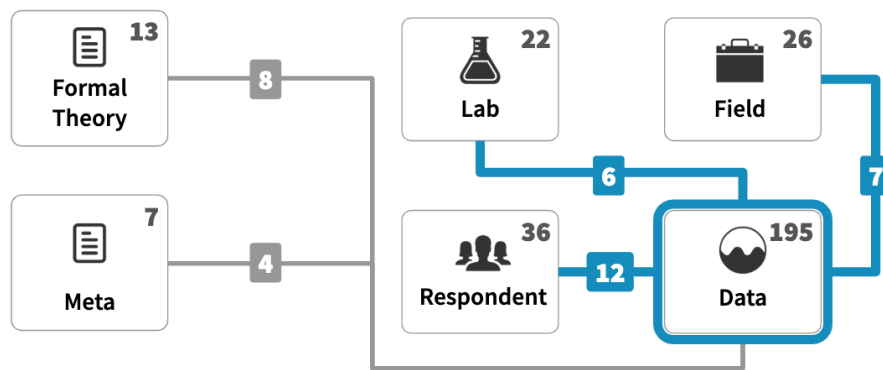 13
Formal
Theory
8
22
Lab
26
Field
6
7
7
Meta
4
36
Respondent
12
195
Data